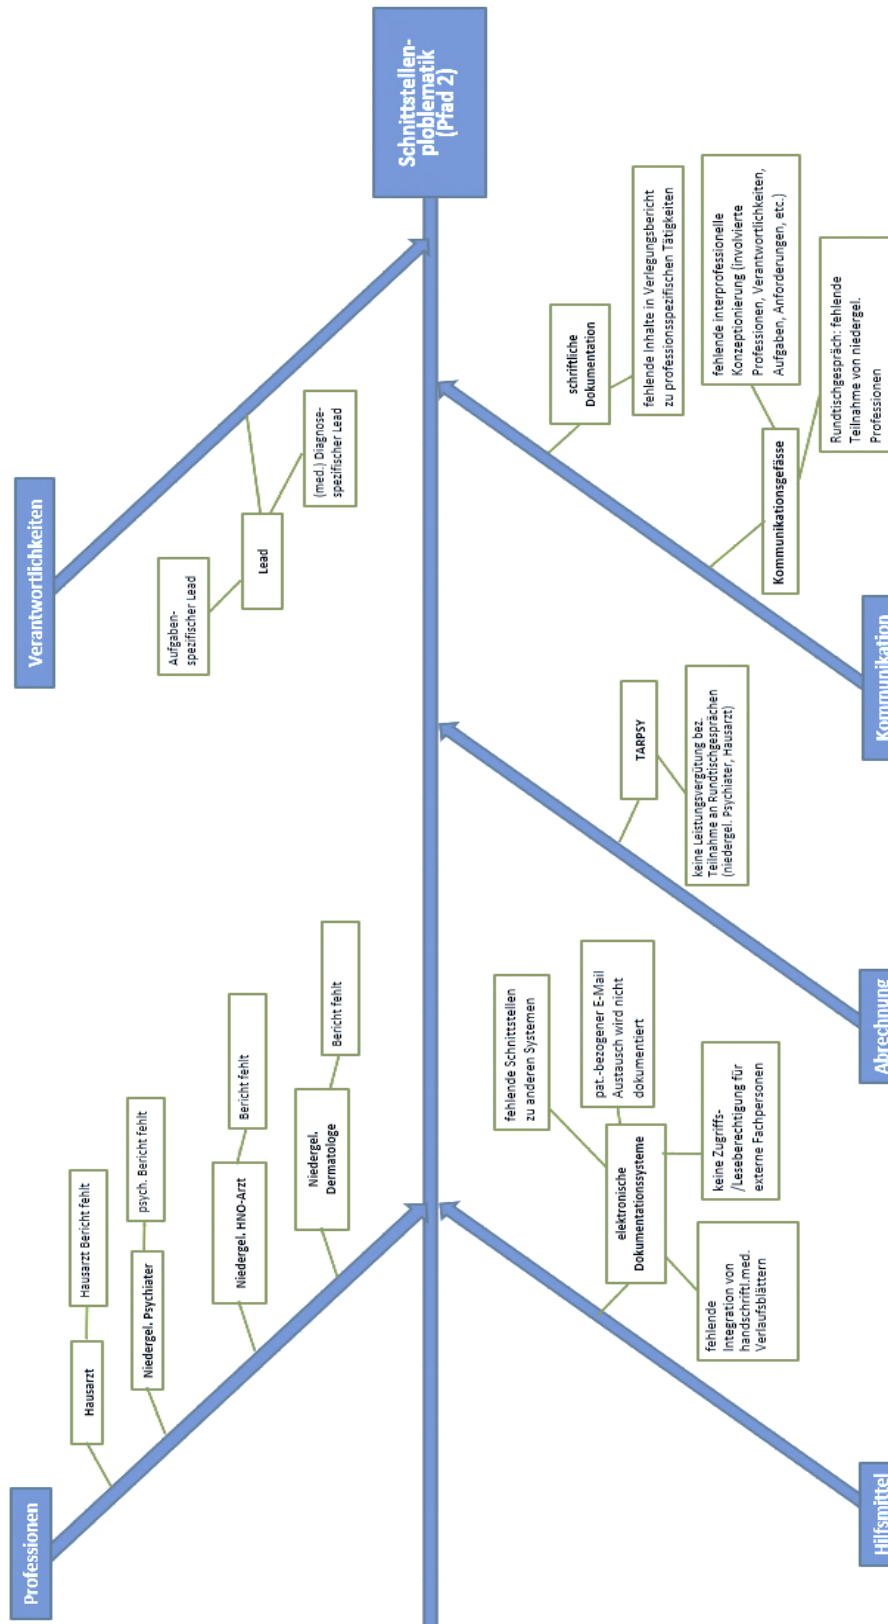 Professionen
Hausarzt
Hausarzt Bericht fehlt
Niedergel. Psychiater
psych. Bericht fehlt
Niedergel. HNO-Arzt
Bericht fehlt
Niedergel.
Dermatologe
Bericht fehlt
Verantwortlichkeiten
Aufgaben-
spezifischer Lead
Lead
(med.) Diagnose-
spezifischer Lead
Schnittstellen-
ploblematik
(Pfad 2)
Hilfsmittel
elektronische
Dokumentationssysteme
fehlende Schnittstellen
zu anderen Systemen
pat.-bezogener E-Mail
Austausch wird nicht
dokumentiert
keine Zugriffs-
/Leseberechtigung für
externe Fachpersonen
fehlende
Integration von
handschriftl.med.
Verlaufsblättern
Abrechnung
TARPSY
keine Leistungsvergütung bez.
Teilnahme an Rundtischgesprächen
(niedergel. Psychiater, Hausarzt)
Kommunikation
schriftliche
Dokumentation
fehlende Inhalte in Verlegungsbericht
zu professionsspezifischen Tätigkeiten
Kommunikationsgefässe
fehlende interprofessionelle
Konzeptionierung (involvierte
Professionen, Verantwortlichkeiten,
Aufgaben, Anforderungen, etc.)
Rundtischgespräch: fehlende
Teilnahme von niedergel.
Professionen